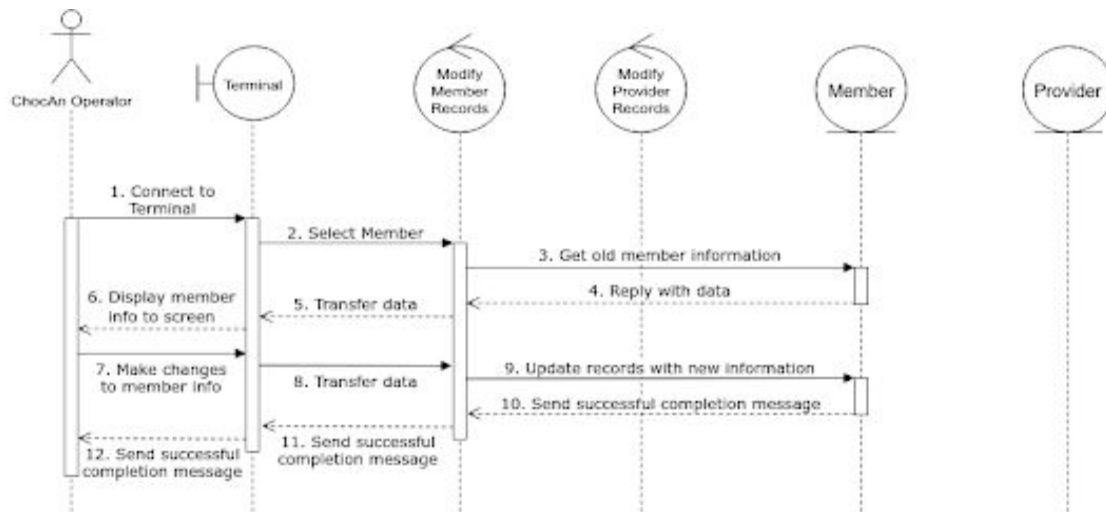 ChocAn Operator
Terminal
Modify
Member
Records
Modify
Provider
Records
Member
Provider
1. Connect to
Terminal
2. Select Member
3. Get old member information
4. Reply with data
5. Transfer data
6. Display member
info to screen
7. Make changes
to member info
8. Transfer data
9. Update records with new information
10. Send successful completion message
11. Send successful
completion message
12. Send successful
completion message